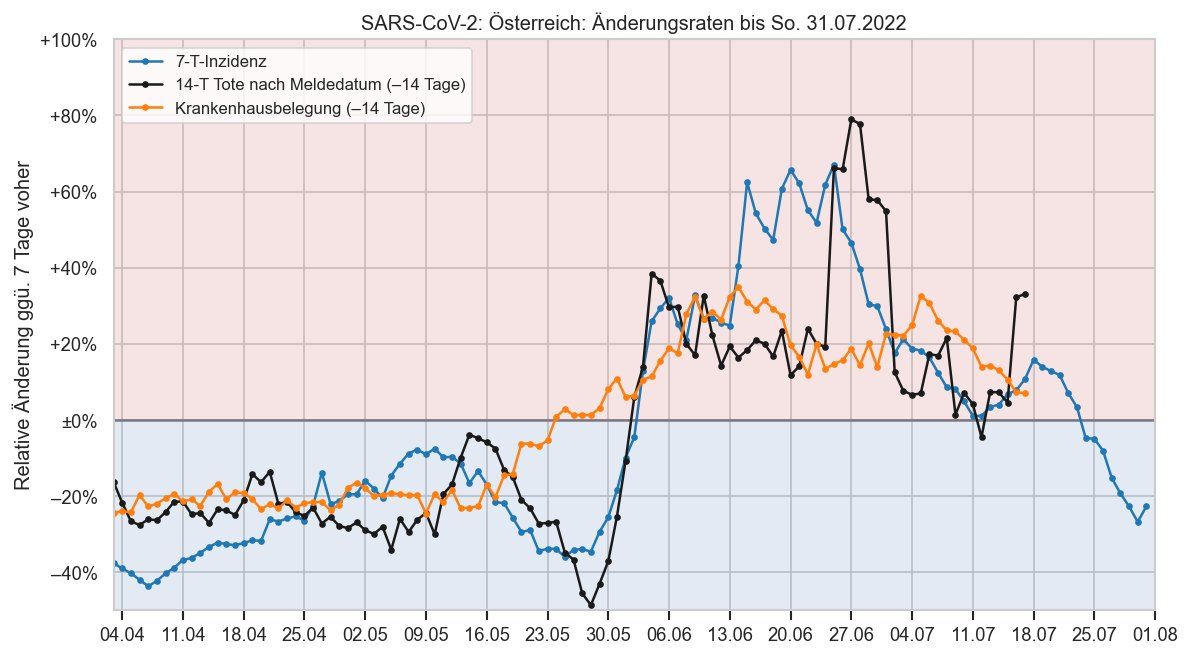 SARS-CoV-2: Österreich: Änderungsraten bis So. 31.07.2022
+100%
+80%
+60%
+40%
+20%
±0%
−20%
−40%
Relative Änderung ggü. 7 Tage voher
7-T-Inzidenz
14-T Tote nach Meldedatum (−14 Tage)
Krankenhausbelegung (−14 Tage)
04.04 11.04 18.04 25.04 02.05 09.05 16.05 23.05 30.05 06.06 13.06 20.06 27.06 04.07 11.07 18.07 25.07 01.08